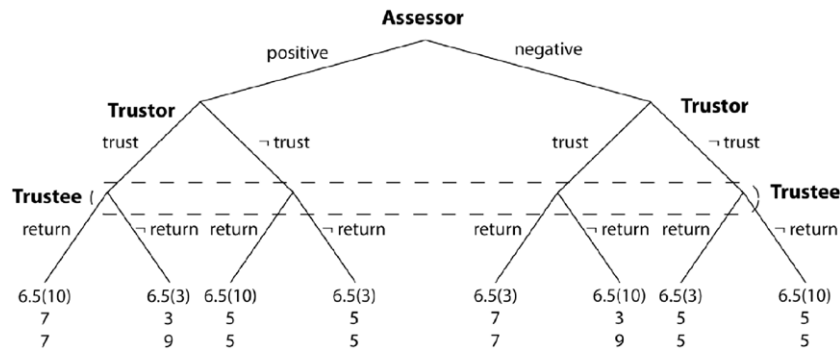 Assessor
positive negative
Trustor Trustor
trust ¬ trust trust ¬ trust
Trustee Trustee
return ¬ return return ¬ return return ¬ return return ¬ return
6.5(10) 6.5(3) 6.5(10) 6.5(3) 6.5(3) 6.5(10) 6.5(3) 6.5(10)
7 3 5 5 7 3 5 5
7 9 5 5 7 9 5 5